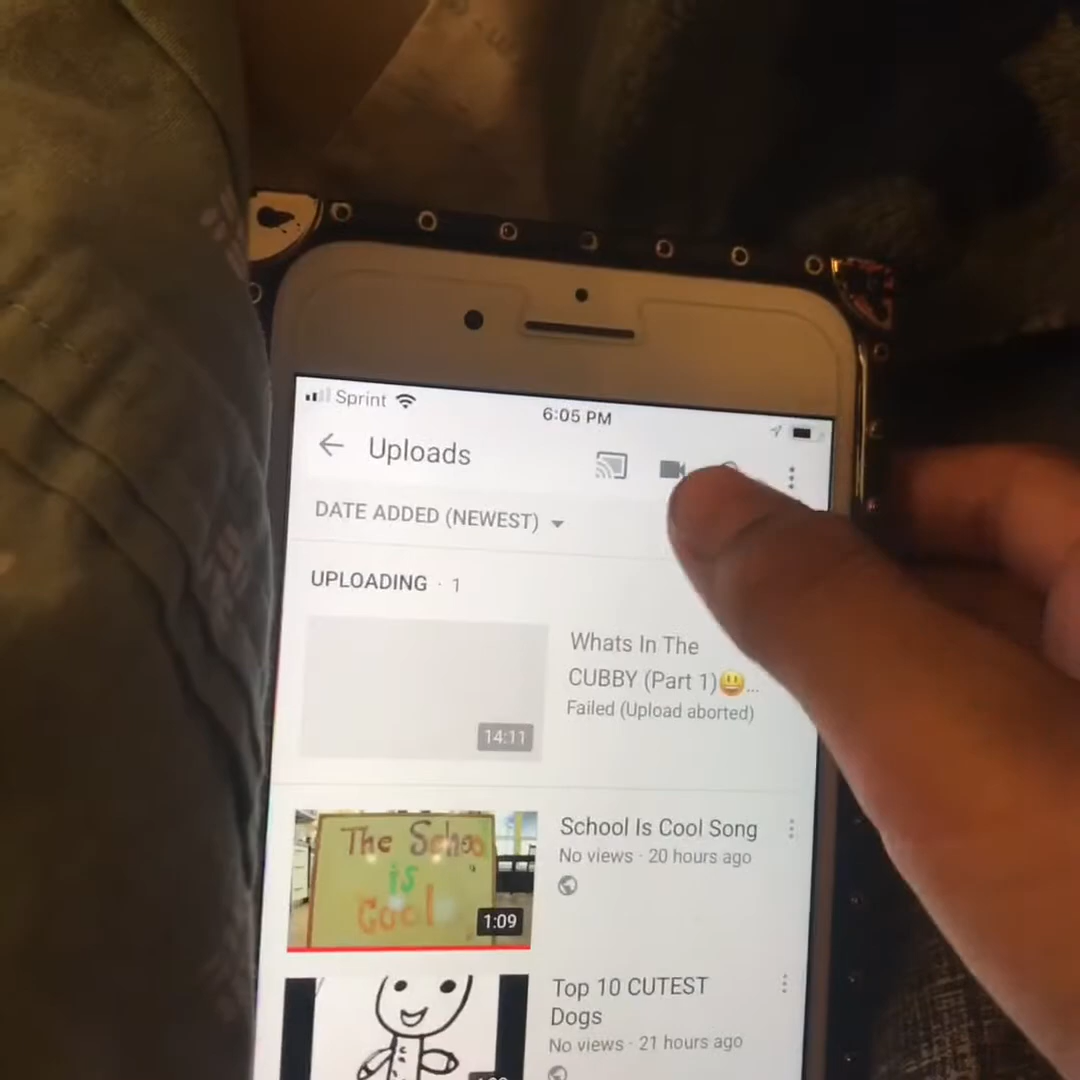 Sprint
6:05 PM
Uploads
DATE ADDED (NEWEST)
UPLOADING · 1
Whats In The
CUBBY (Part 1)😃...
Failed (Upload aborted)
14:11
The Schoo
is
Cool
1:09
School Is Cool Song
No views · 20 hours ago
Top 10 CUTEST
Dogs
No views · 21 hours ago